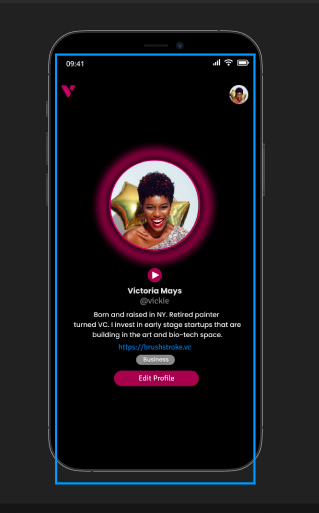 09:41
Victoria Mays
@vickie
Born and raised in NY. Retired painter
turned VC. I invest in early stage startups that are
building in the art and bio-tech space.
https://brushstroke.vc
Business
Edit Profile